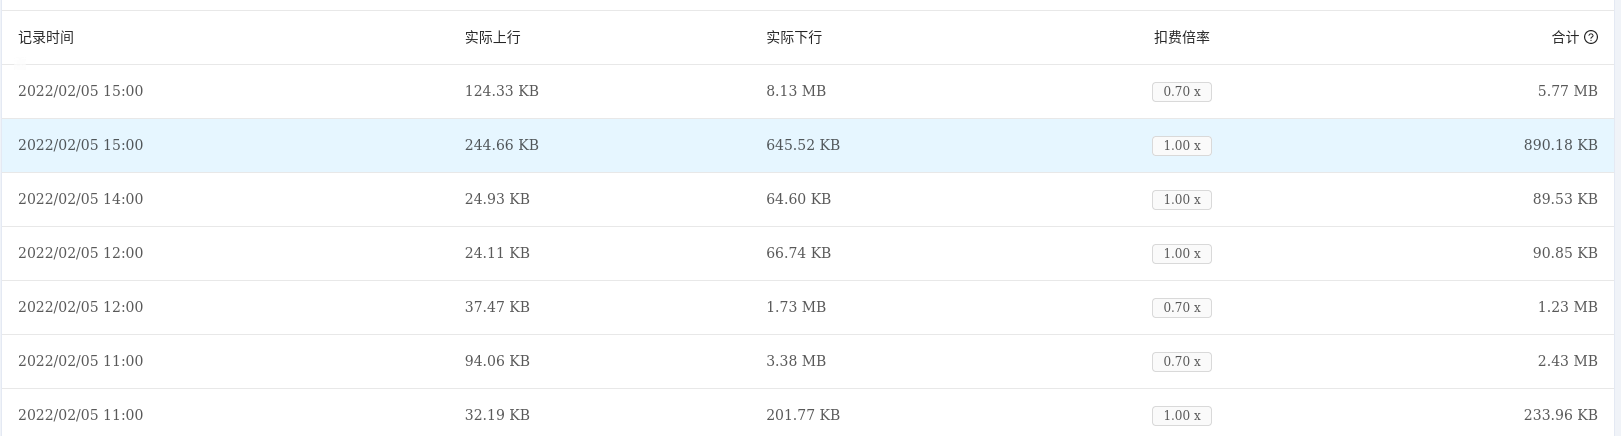 记录时间 实际上行 实际下行 扣费倍率 合计
2022/02/05 15:00 124.33 KB 8.13 MB 0.70 x 5.77 MB
2022/02/05 15:00 244.66 KB 645.52 KB 1.00 x 890.18 KB
2022/02/05 14:00 24.93 KB 64.60 KB 1.00 x 89.53 KB
2022/02/05 12:00 24.11 KB 66.74 KB 1.00 x 90.85 KB
2022/02/05 12:00 37.47 KB 1.73 MB 0.70 x 1.23 MB
2022/02/05 11:00 94.06 KB 3.38 MB 0.70 x 2.43 MB
2022/02/05 11:00 32.19 KB 201.77 KB 1.00 x 233.96 KB